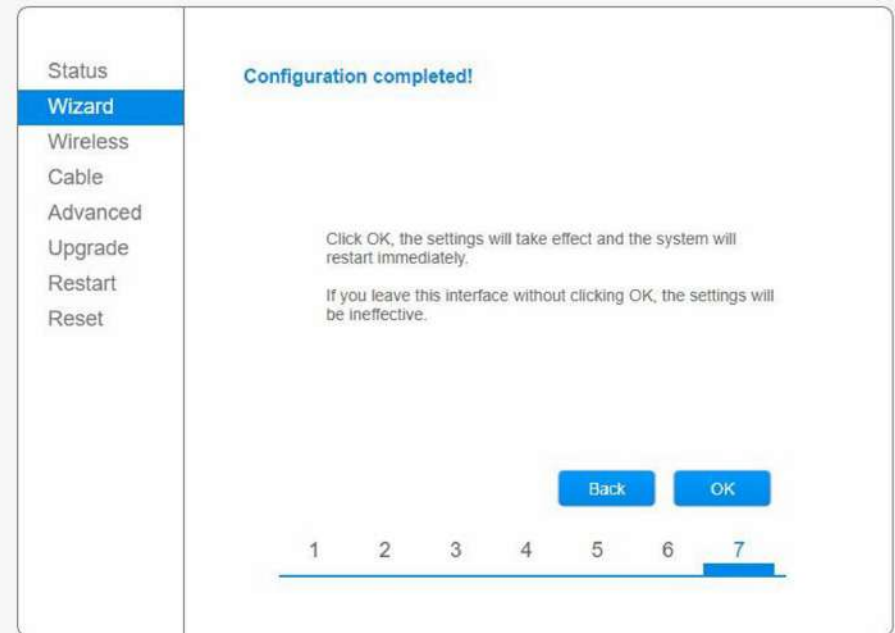 Status
Wizard
Wireless
Cable
Advanced
Upgrade
Restart
Reset
Configuration completed!
Click OK, the settings will take effect and the system will
restart immediately.
If you leave this interface without clicking OK, the settings will
be ineffective.
Back OK
1 2 3 4 5 6 7